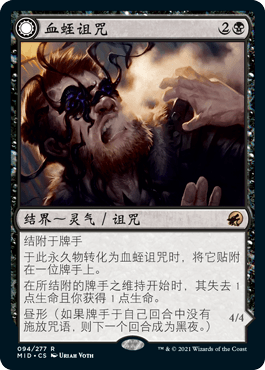 血蛭诅咒 2
结界～灵气 / 诅咒
结附于牌手
于此永久物转化为血蛭诅咒时，将它贴附
在一位牌手上。
在所结附的牌手之维持开始时，其失去 1
点生命且你获得 1 点生命。
昼形（如果牌手于自己回合中没有
施放咒语，则下一个回合成为黑夜。）
4/4
094/277 R
MID • CS Uriah Voth
™ & © 2021 Wizards of the Coast